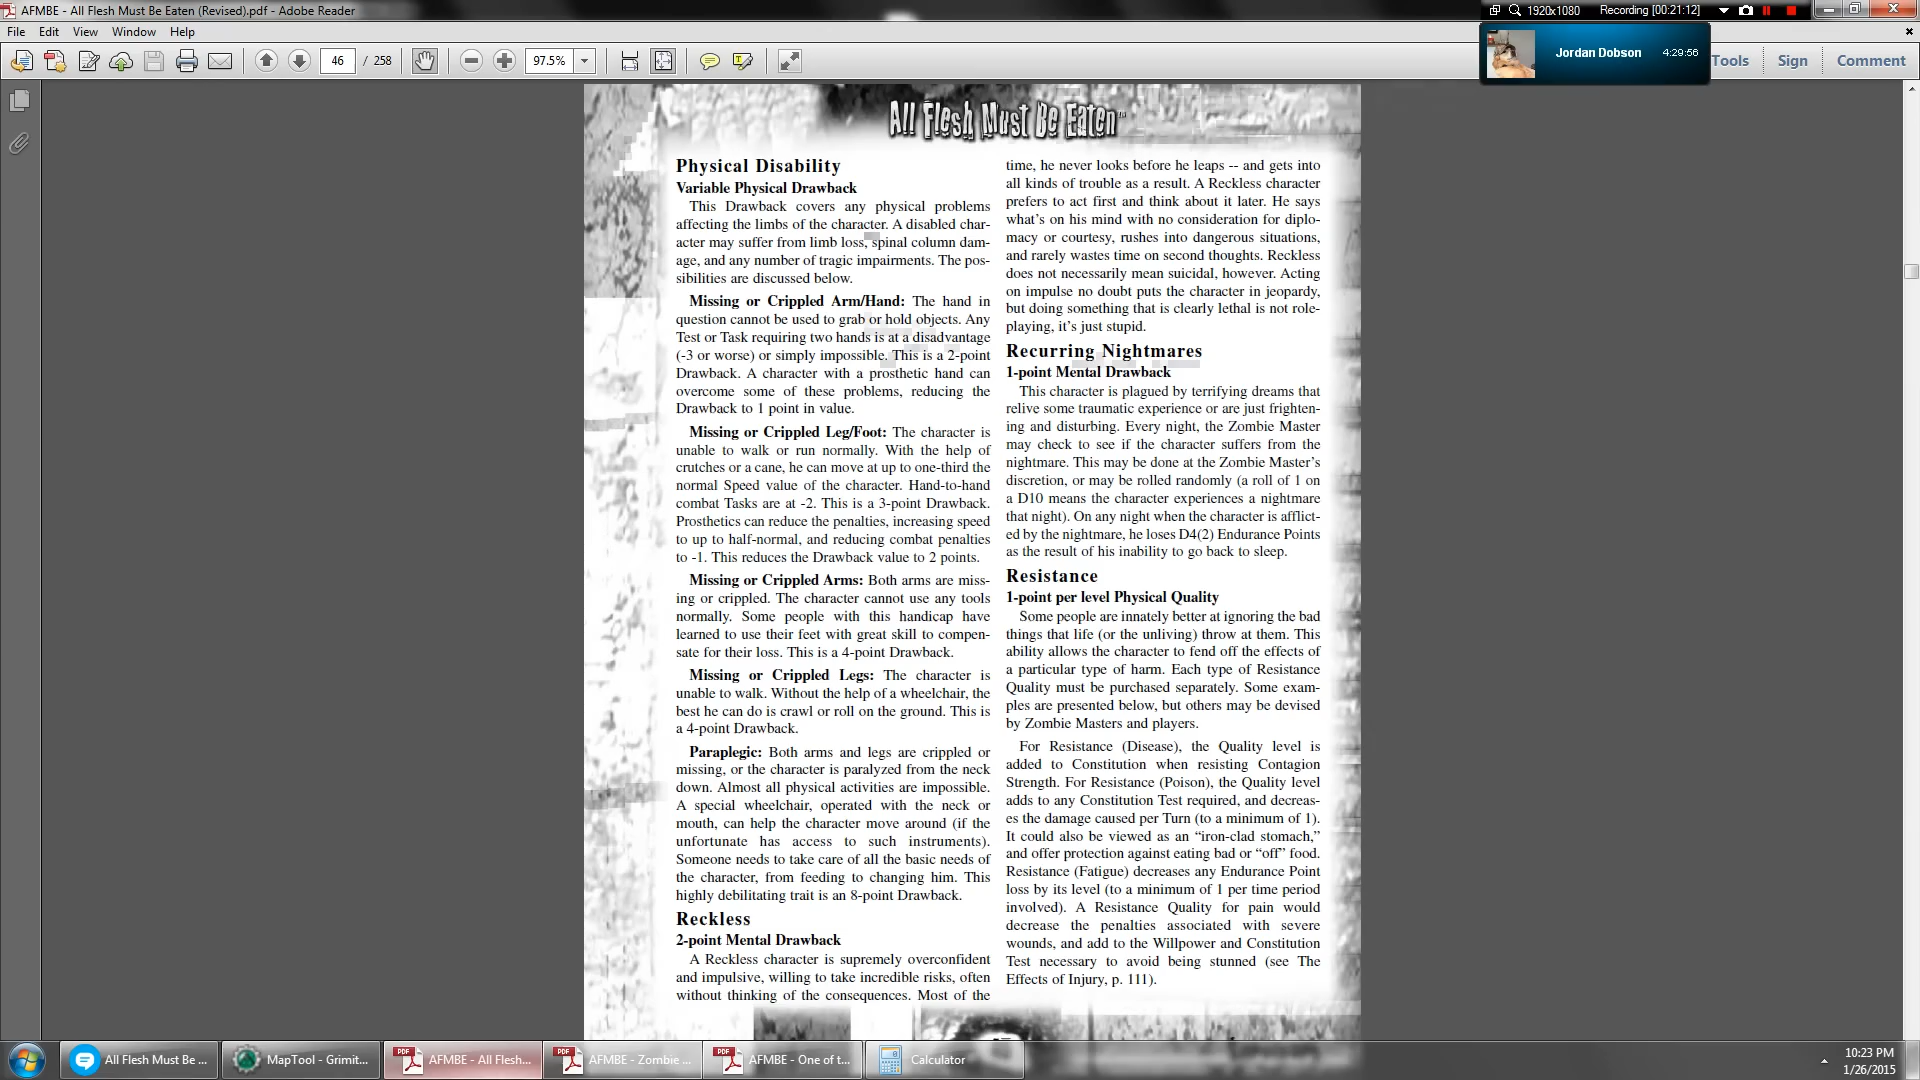 AFMBE - All Flesh Must Be Eaten (Revised).pdf - Adobe Reader
1920x1080 Recording [00:21:12]
File Edit View Window Help
46 / 258 97.5%
Jordan Dobson 4:29:56
Tools Sign Comment
All Flesh Must Be Eaten™
Physical Disability
Variable Physical Drawback
This Drawback covers any physical problems
affecting the limbs of the character. A disabled char-
acter may suffer from limb loss, spinal column dam-
age, and any number of tragic impairments. The pos-
sibilities are discussed below.
Missing or Crippled Arm/Hand: The hand in
question cannot be used to grab or hold objects. Any
Test or Task requiring two hands is at a disadvantage
(-3 or worse) or simply impossible. This is a 2-point
Drawback. A character with a prosthetic hand can
overcome some of these problems, reducing the
Drawback to 1 point in value.
Missing or Crippled Leg/Foot: The character is
unable to walk or run normally. With the help of
crutches or a cane, he can move at up to one-third the
normal Speed value of the character. Hand-to-hand
combat Tasks are at -2. This is a 3-point Drawback.
Prosthetics can reduce the penalties, increasing speed
to up to half-normal, and reducing combat penalties
to -1. This reduces the Drawback value to 2 points.
Missing or Crippled Arms: Both arms are miss-
ing or crippled. The character cannot use any tools
normally. Some people with this handicap have
learned to use their feet with great skill to compen-
sate for their loss. This is a 4-point Drawback.
Missing or Crippled Legs: The character is
unable to walk. Without the help of a wheelchair, the
best he can do is crawl or roll on the ground. This is
a 4-point Drawback.
Paraplegic: Both arms and legs are crippled or
missing, or the character is paralyzed from the neck
down. Almost all physical activities are impossible.
A special wheelchair, operated with the neck or
mouth, can help the character move around (if the
unfortunate has access to such instruments).
Someone needs to take care of all the basic needs of
the character, from feeding to changing him. This
highly debilitating trait is an 8-point Drawback.
Reckless
2-point Mental Drawback
A Reckless character is supremely overconfident
and impulsive, willing to take incredible risks, often
without thinking of the consequences. Most of the
time, he never looks before he leaps -- and gets into
all kinds of trouble as a result. A Reckless character
prefers to act first and think about it later. He says
what's on his mind with no consideration for diplo-
macy or courtesy, rushes into dangerous situations,
and rarely wastes time on second thoughts. Reckless
does not necessarily mean suicidal, however. Acting
on impulse no doubt puts the character in jeopardy,
but doing something that is clearly lethal is not role-
playing, it's just stupid.
Recurring Nightmares
1-point Mental Drawback
This character is plagued by terrifying dreams that
relive some traumatic experience or are just frighten-
ing and disturbing. Every night, the Zombie Master
may check to see if the character suffers from the
nightmare. This may be done at the Zombie Master's
discretion, or may be rolled randomly (a roll of 1 on
a D10 means the character experiences a nightmare
that night). On any night when the character is afflict-
ed by the nightmare, he loses D4(2) Endurance Points
as the result of his inability to go back to sleep.
Resistance
1-point per level Physical Quality
Some people are innately better at ignoring the bad
things that life (or the unliving) throw at them. This
ability allows the character to fend off the effects of
a particular type of harm. Each type of Resistance
Quality must be purchased separately. Some exam-
ples are presented below, but others may be devised
by Zombie Masters and players.
For Resistance (Disease), the Quality level is
added to Constitution when resisting Contagion
Strength. For Resistance (Poison), the Quality level
adds to any Constitution Test required, and decreas-
es the damage caused per Turn (to a minimum of 1).
It could also be viewed as an “iron-clad stomach,”
and offer protection against eating bad or “off” food.
Resistance (Fatigue) decreases any Endurance Point
loss by its level (to a minimum of 1 per time period
involved). A Resistance Quality for pain would
decrease the penalties associated with severe
wounds, and add to the Willpower and Constitution
Test necessary to avoid being stunned (see The
Effects of Injury, p. 111).
All Flesh Must Be ... MapTool - Grimit... AFMBE - All Flesh... AFMBE - Zombie ... AFMBE - One of t... Calculator
10:23 PM
1/26/2015